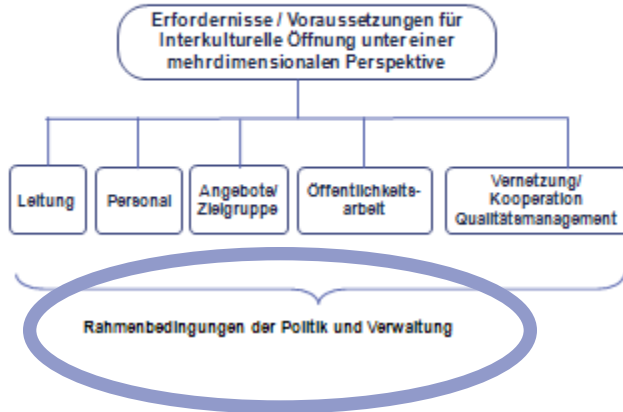 Erfordernisse / Voraussetzungen für
Interkulturelle Öffnung unter einer
mehrdimensionalen Perspektive
Leitung
Personal
Angebote/
Zielgruppe
Öffentlichkeits-
arbeit
Vernetzung/
Kooperation
Qualitätsmanagement
Rahmenbedingungen der Politik und Verwaltung